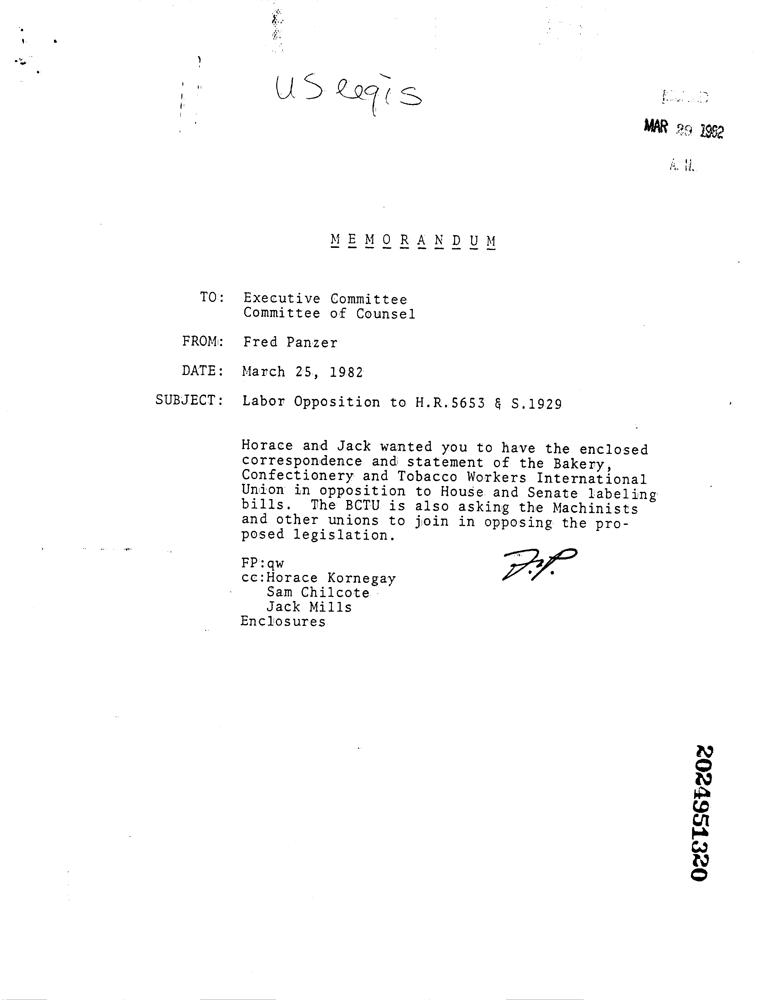 US legis
MAR 29 1982
A. H.
MEMORANDUM
TO: Executive Committee
Committee of Counsel
FROM: Fred Panzer
DATE: March 25, 1982
SUBJECT: Labor Opposition to H.R.5653 & S.1929
Horace and Jack wanted you to have the enclosed
correspondence and statement of the Bakery,
Confectionery and Tobacco Workers International
Union in opposition to House and Senate labeling
bills. The BCTU is also asking the Machinists
and other unions to join in opposing the pro-
posed legislation.
F.P.
FP:qw
cc:Horace Kornegay
Sam Chilcote
Jack Mills
Enclosures
2024951320